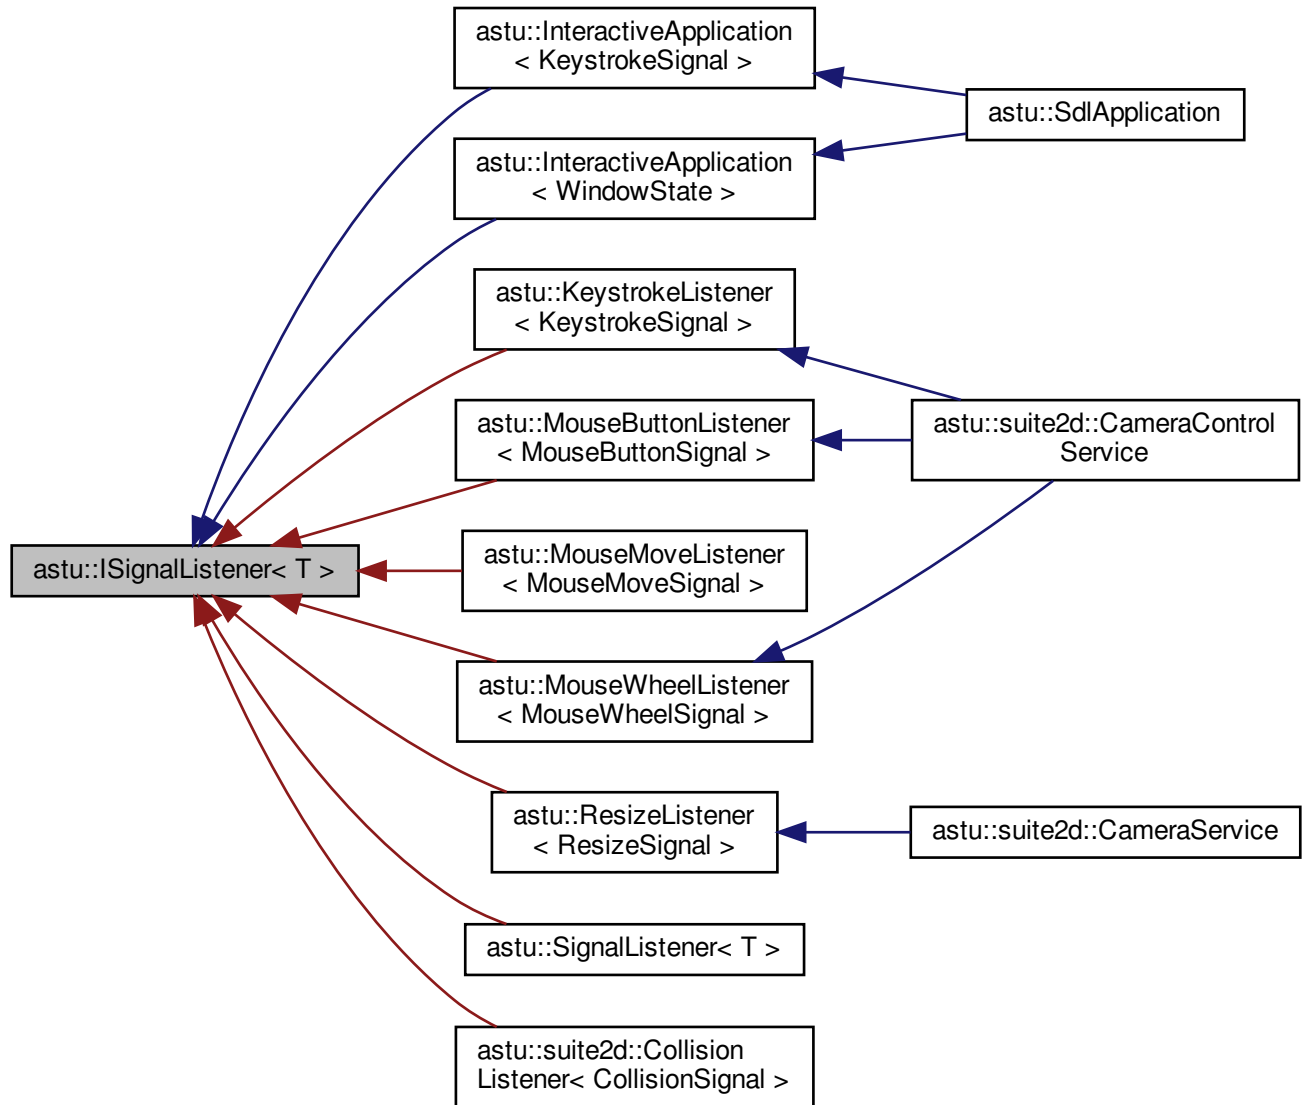 astu::InteractiveApplication
< KeystrokeSignal >
astu::SdlApplication
astu::InteractiveApplication
< WindowState >
astu::KeystrokeListener
< KeystrokeSignal >
astu::MouseButtonListener
< MouseButtonSignal >
astu::suite2d::CameraControl
Service
astu::ISignalListener< T >
astu::MouseMoveListener
< MouseMoveSignal >
astu::MouseWheelListener
< MouseWheelSignal >
astu::ResizeListener
< ResizeSignal >
astu::suite2d::CameraService
astu::SignalListener< T >
astu::suite2d::Collision
Listener< CollisionSignal >